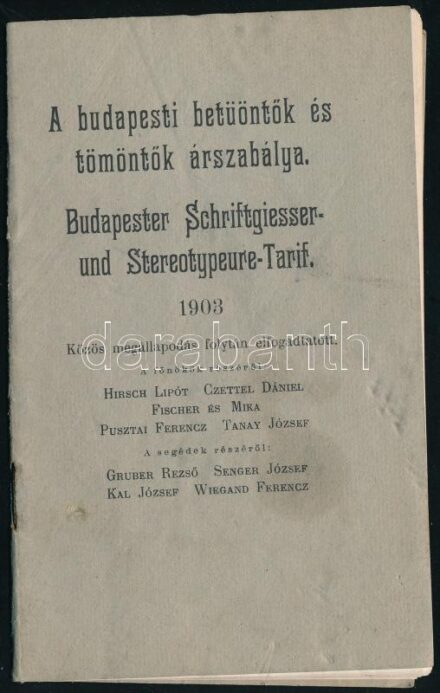 A budapesti betüöntők és
tömöntők árszabálya.
Budapester Schriftgiesser-
und Stereotypeure-Tarif.
1903
Közös megállapodás folytán elfogadtatott.
A főnökök részéről:
HIRSCH LIPÓT CZETTEL DÁNIEL
FISCHER ÉS MIKA
PUSZTAI FERENCZ TANAY JÓZSEF
A segédek részéről:
GRUBER REZSŐ SENGER JÓZSEF
KAL JÓZSEF WIEGAND FERENCZ
darabanth